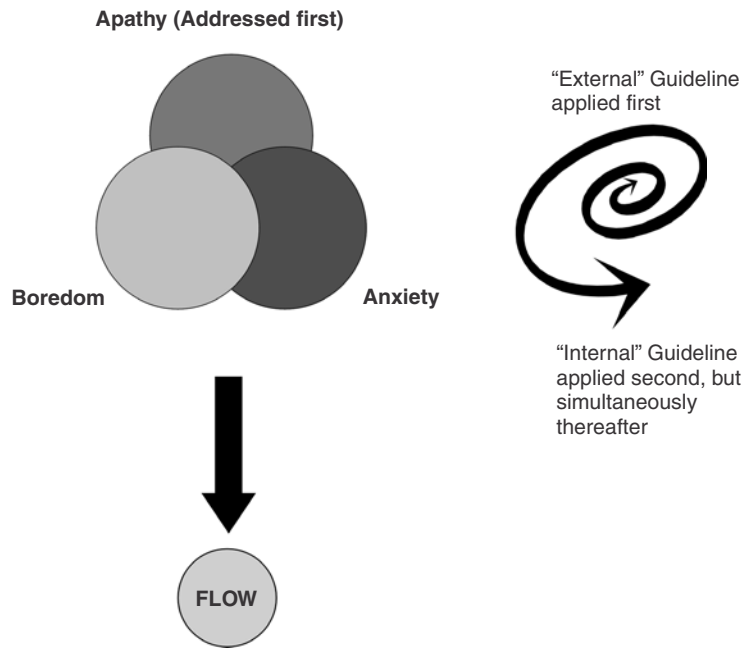 Apathy (Addressed first)
“External” Guideline
applied first
Boredom
Anxiety
“Internal” Guideline
applied second, but
simultaneously
thereafter
FLOW